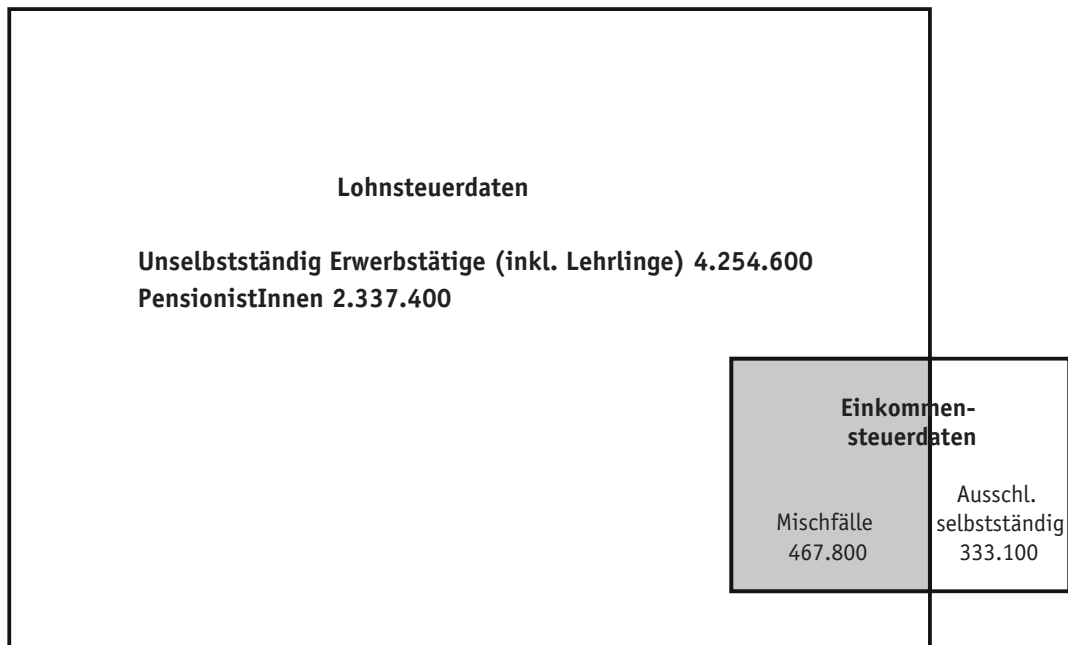 Lohnsteuerdaten
Unselbstständig Erwerbstätige (inkl. Lehrlinge) 4.254.600
PensionistInnen 2.337.400
Einkommen-
steuerdaten
Mischfälle
467.800
Ausschl.
selbstständig
333.100